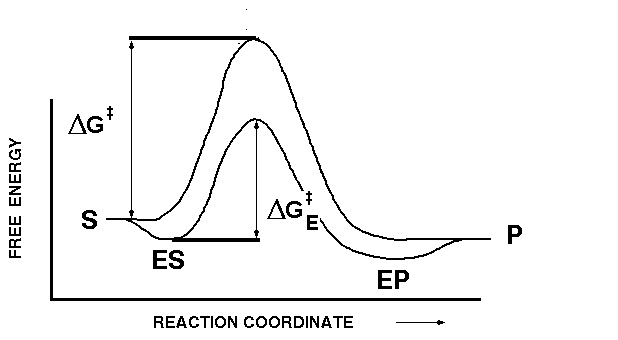 ΔG‡
FREE ENERGY
S
ΔG‡E
P
ES
EP
REACTION COORDINATE